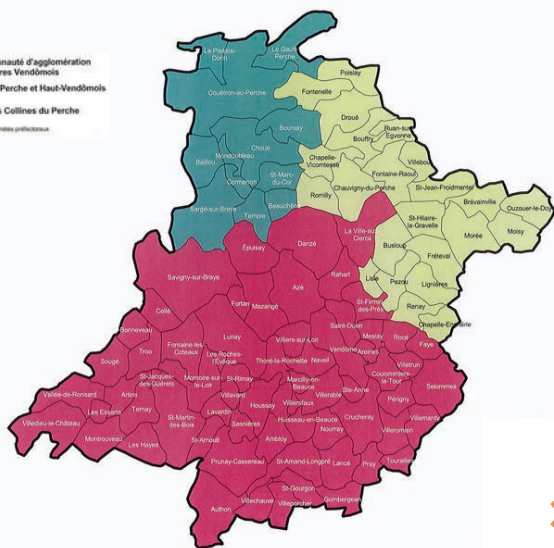 nauté d'agglomération
res Vendômois
Perche et Haut-Vendômois
Collines du Perche
Le Plessis-
Dorin
Le Gault-
Perche
Couëtron-au-Perche
Boursay
Choue
Baillou
Mondoubleau
Cormenon
St-Marc-
du-Cor
Beauchêne
Sargé-sur-Braye
Temple
Poislay
Fontenelle
Droué
Ruan-sur-
Egvonne
Bouffry
Chapelle-
Vicomtesse
Villebout
Fontaine-Raoul
Chauvigny-du-Perche
St-Jean-Froidmentel
Romilly
Brévainville
Ouzouer-le-Doyen
St-Hilaire-
la-Gravelle
Moisy
Morée
Busloup
Fréteval
Lisle
Pezou
Lignières
Renay
La Ville-aux-
Clercs
Danzé
Épuisay
Rahart
Savigny-sur-Braye
Azé
St-Firmin-
des-Prés
Fortan
Mazangé
Cellé
Bonneveau
Lunay
Fontaine-les-
Coteaux
Troo
Sougé
Les Roches-
l'Evêque
Villiers-sur-Loir
Saint-Ouen
Meslay
Rocé
Faye
Thoré-la-Rochette
Naveil
Vendôme
Areines
Villetrun
Coulommiers-
la-Tour
Selommes
Périgny
Ste-Anne
Marcilly-en-
Beauce
Villerable
Villiersfaux
St-Rimay
Villavard
Montoire-sur-
le-Loir
St-Jacques-
des-Guérets
Vallée-de-Ronsard
Artins
Les Essarts
Ternay
Villedieu-le-Château
Montrouveau
Les Hayes
St-Martin-
des-Bois
Lavardin
Sasnières
Houssay
Huisseau-en-Beauce
Crucheray
Nourray
Villeromain
Villemardy
Ambloy
St-Arnoult
Prunay-Cassereau
St-Amand-Longpré
Lancé
Pray
Tourailles
St-Gourgon
Gombergean
Villeporcher
Villechauve
Authon